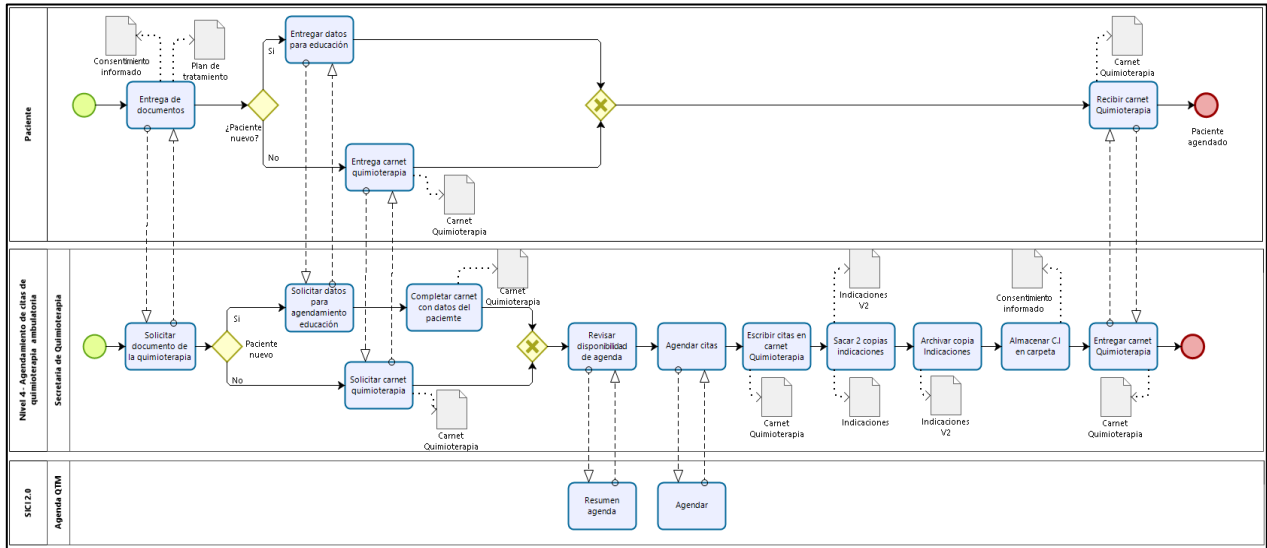 Paciente
Consentimiento
informado
Plan de
tratamiento
Entrega de
documentos
¿Paciente
nuevo?
Si
Entregar datos
para educación
No
Entrega carnet
quimioterapia
Carnet
Quimioterapia
Carnet
Quimioterapia
Recibir carnet
Quimioterapia
Paciente
agendado
Nivel 4- Agendamiento de citas de
quimioterapia ambulatoria
Secretaria de Quimioterapia
Solicitar
documento de
la quimioterapia
Paciente
nuevo
Si
Solicitar datos
para
agendamiento
educación
Completar carnet
con datos del
paciemte
Carnet
Quimioterapia
No
Solicitar carnet
quimioterapia
Carnet
Quimioterapia
Revisar
disponibilidad
de agenda
Agendar citas
Escribir citas en
carnet
Quimioterapia
Carnet
Quimioterapia
Sacar 2 copias
indicaciones
Indicaciones
V2
Indicaciones
Archivar copia
Indicaciones
Indicaciones
V2
Almacenar C.I
en carpeta
Consentimiento
informado
Entregar carnet
Quimioterapia
Carnet
Quimioterapia
SICI 2.0
Agenda QTM
Resumen
agenda
Agendar